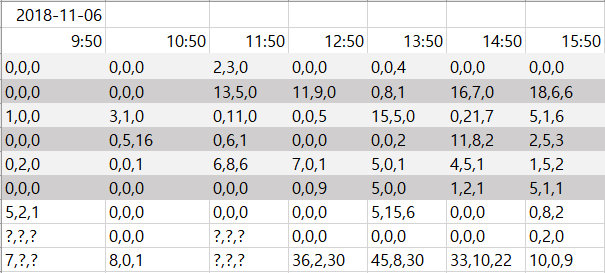 2018-11-06
9:50 10:50 11:50 12:50 13:50 14:50 15:50
0,0,0 0,0,0 2,3,0 0,0,0 0,0,4 0,0,0 0,0,0
0,0,0 0,0,0 13,5,0 11,9,0 0,8,1 16,7,0 18,6,6
1,0,0 3,1,0 0,11,0 0,0,5 15,5,0 0,21,7 5,1,6
0,0,0 0,5,16 0,6,1 0,0,0 0,0,2 11,8,2 2,5,3
0,2,0 0,0,1 6,8,6 7,0,1 5,0,1 4,5,1 1,5,2
0,0,0 0,0,0 0,0,0 0,0,9 5,0,0 1,2,1 5,1,1
5,2,1 0,0,0 0,0,0 0,0,0 5,15,6 0,0,0 0,8,2
?,?,? 0,0,0 ?,?,? 0,0,0 0,0,0 0,0,0 0,2,0
7,?,? 8,0,1 ?,?,? 36,2,30 45,8,30 33,10,22 10,0,9